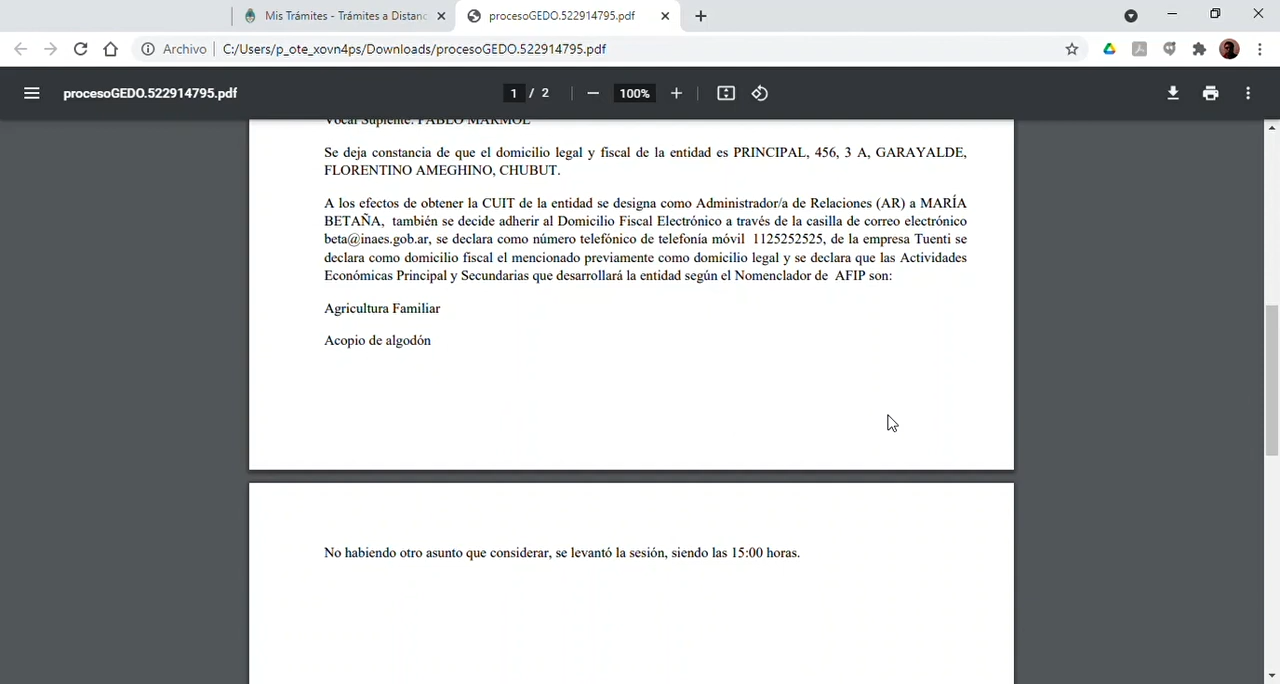 Mis Trámites - Trámites a Distanc
procesoGEDO.522914795.pdf
Archivo
C:/Users/p_ote_xovn4ps/Downloads/procesoGEDO.522914795.pdf
procesoGEDO.522914795.pdf
1 / 2
100%
Vocal Suplente: PABLO MARMOL
Se deja constancia de que el domicilio legal y fiscal de la entidad es PRINCIPAL, 456, 3 A, GARAYALDE,
FLORENTINO AMEGHINO, CHUBUT.
A los efectos de obtener la CUIT de la entidad se designa como Administrador/a de Relaciones (AR) a MARÍA
BETAÑA, también se decide adherir al Domicilio Fiscal Electrónico a través de la casilla de correo electrónico
beta@inaes.gob.ar, se declara como número telefónico de telefonía móvil 1125252525, de la empresa Tuenti se
declara como domicilio fiscal el mencionado previamente como domicilio legal y se declara que las Actividades
Económicas Principal y Secundarias que desarrollará la entidad según el Nomenclador de AFIP son:
Agricultura Familiar
Acopio de algodón
No habiendo otro asunto que considerar, se levantó la sesión, siendo las 15:00 horas.